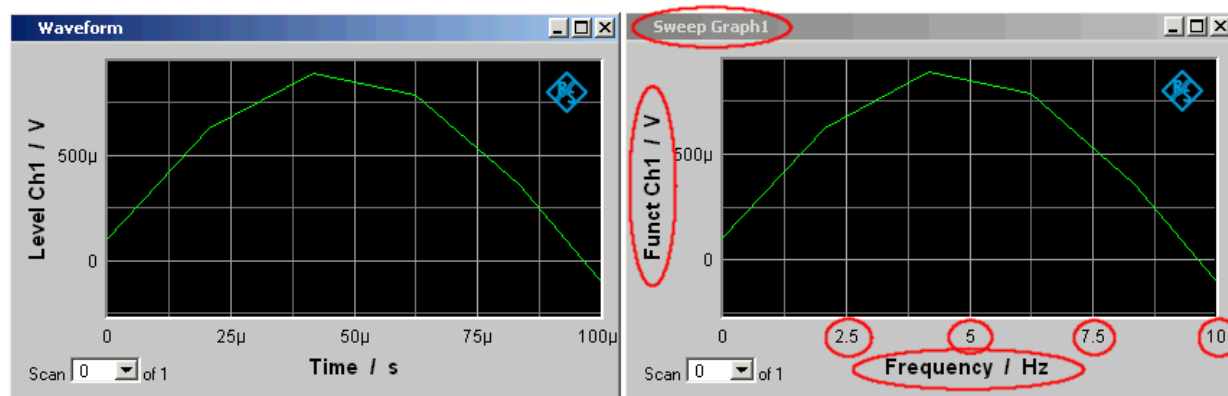 Waveform
Level Ch1 / V
500µ
0
0
25µ
50µ
75µ
100µ
Time / s
Scan 0 of 1
Sweep Graph1
Funct Ch1 / V
500µ
0
0
2.5
5
7.5
10
Frequency / Hz
Scan 0 of 1